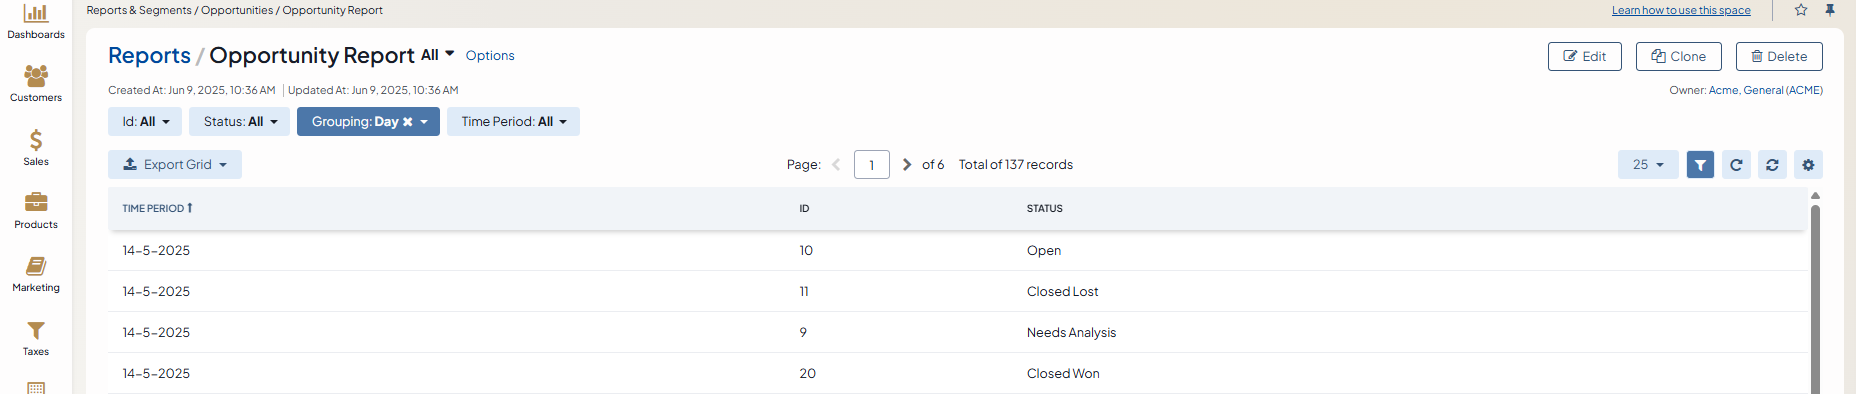 Reports & Segments / Opportunities / Opportunity Report
Learn how to use this space
Dashboards
Customers
Sales
Products
Marketing
Taxes
Reports / Opportunity Report All Options
Edit Clone Delete
Created At: Jun 9, 2025, 10:36 AM | Updated At: Jun 9, 2025, 10:36 AM
Owner: Acme, General (ACME)
Id: All Status: All Grouping: Day Time Period: All
Export Grid Page: 1 of 6 Total of 137 records 25
TIME PERIOD ID STATUS
14-5-2025 10 Open
14-5-2025 11 Closed Lost
14-5-2025 9 Needs Analysis
14-5-2025 20 Closed Won